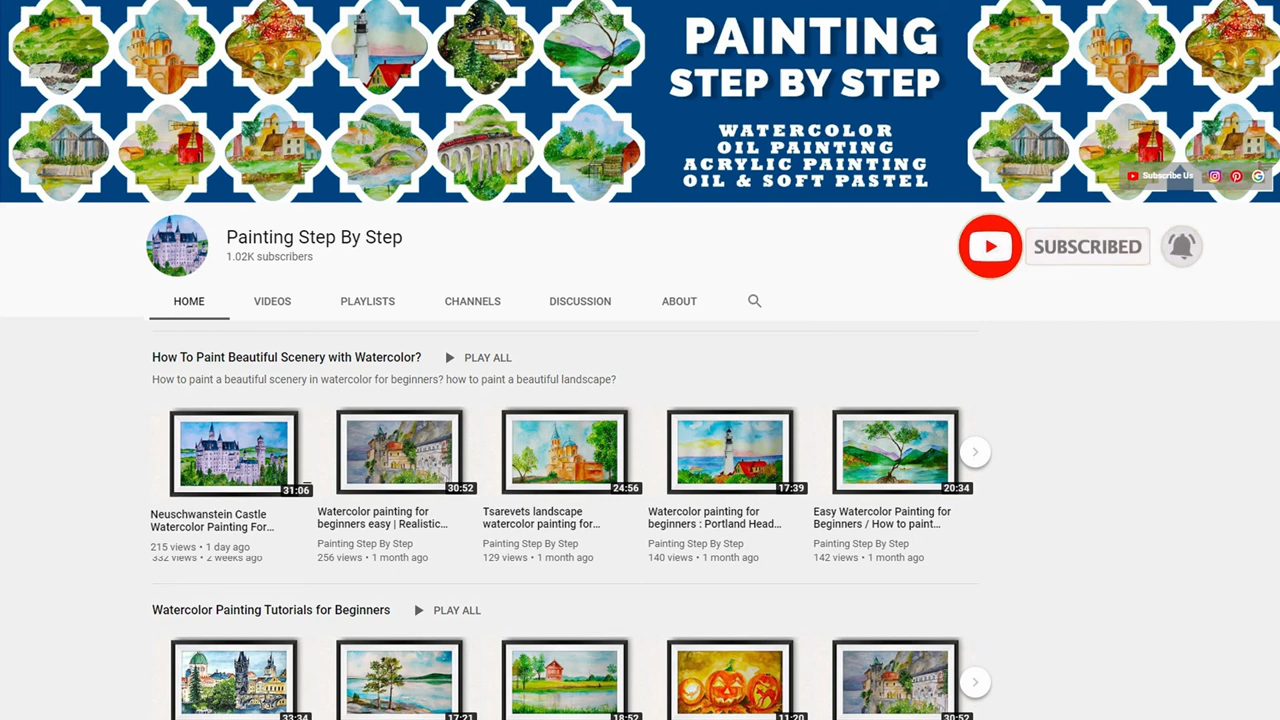 PAINTING
STEP BY STEP
WATERCOLOR
OIL PAINTING
ACRYLIC PAINTING
OIL & SOFT PASTEL
Subscribe Us
Painting Step By Step
1.02K subscribers
SUBSCRIBED
HOME VIDEOS PLAYLISTS CHANNELS DISCUSSION ABOUT
How To Paint Beautiful Scenery with Watercolor? PLAY ALL
How to paint a beautiful scenery in watercolor for beginners? how to paint a beautiful landscape?
31:06 30:52 24:56 17:39 20:34
Neuschwanstein Castle
Watercolor Painting For...
215 views • 1 day ago
332 views • 2 weeks ago
Watercolor painting for
beginners easy | Realistic...
Painting Step By Step
256 views • 1 month ago
Tsarevets landscape
watercolor painting for...
Painting Step By Step
129 views • 1 month ago
Watercolor painting for
beginners : Portland Head...
Painting Step By Step
140 views • 1 month ago
Easy Watercolor Painting for
Beginners / How to paint...
Painting Step By Step
142 views • 1 month ago
Watercolor Painting Tutorials for Beginners PLAY ALL
33:34 17:21 18:52 11:20 30:52